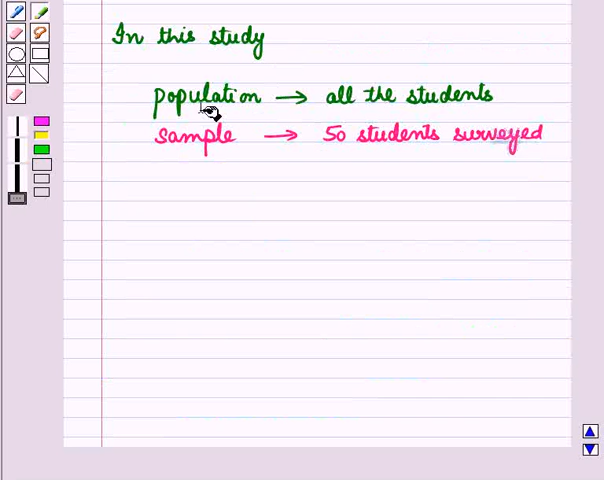 In this study
population → all the students
sample → 50 students surveyed